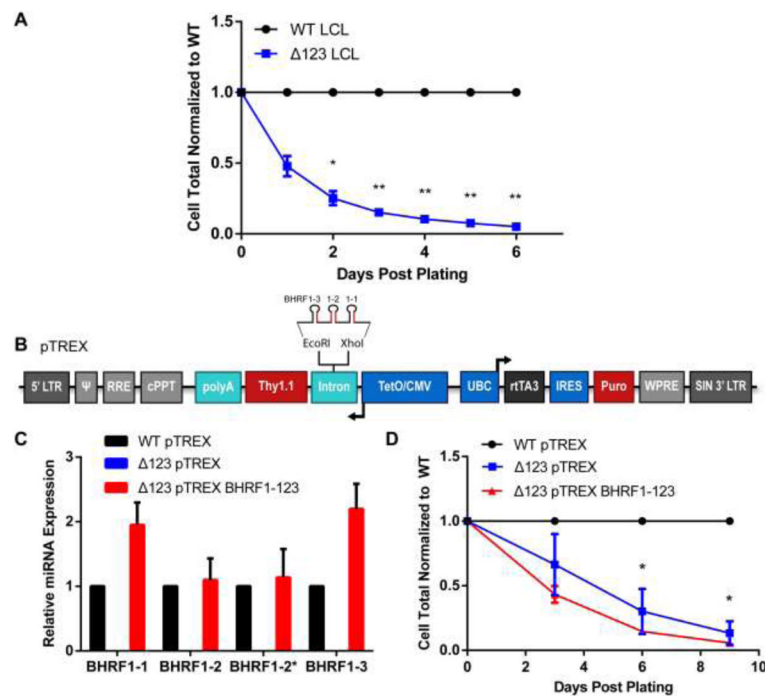 A
1.5
1.0
0.5
0.0
Cell Total Normalized to WT
WT LCL
Δ123 LCL
*
**
**
**
**
0
2
4
6
Days Post Plating
B
pTREX
BHRF1-3 1-2 1-1
EcoRI XhoI
5' LTR Ψ RRE cPPT polyA Thy1.1 Intron TetO/CMV UBC rtTA3 IRES Puro WPRE SIN 3' LTR
C
WT pTREX
Δ123 pTREX
Δ123 pTREX BHRF1-123
Relative miRNA Expression
3
2
1
0
BHRF1-1 BHRF1-2 BHRF1-2* BHRF1-3
D
WT pTREX
Δ123 pTREX
Δ123 pTREX BHRF1-123
Cell Total Normalized to WT
1.5
1.0
0.5
0.0
*
*
0 2 4 6 8 10
Days Post Plating